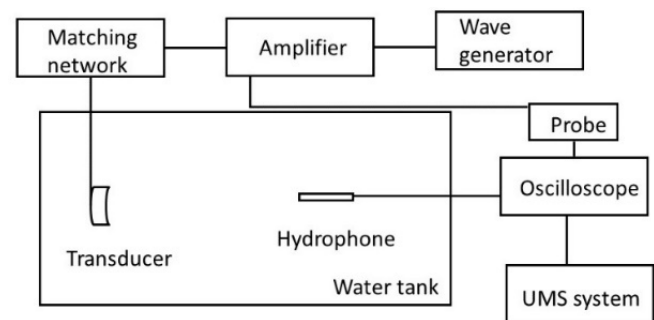 Matching
network
Amplifier
Wave
generator
Probe
Oscilloscope
Transducer
Hydrophone
Water tank
UMS system